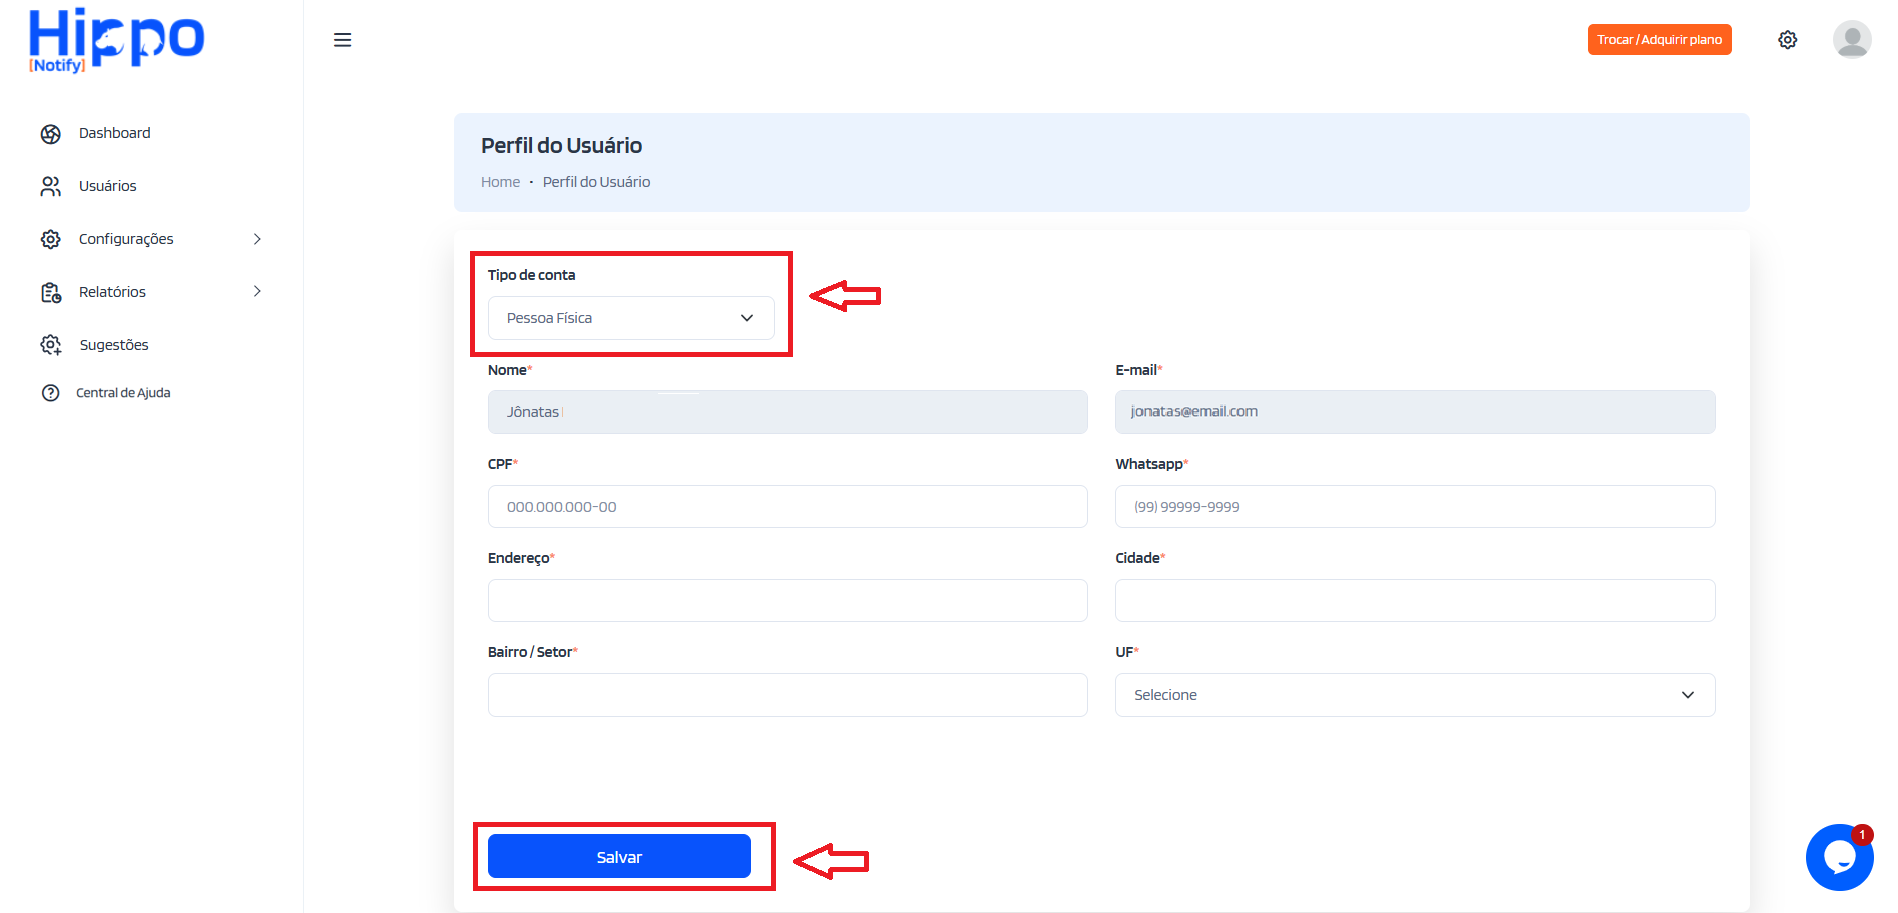 Hippo
[Notify]
Trocar / Adquirir plano
Dashboard
Usuários
Configurações
Relatórios
Sugestões
Central de Ajuda
Perfil do Usuário
Home • Perfil do Usuário
Tipo de conta
Pessoa Física
Nome*
E-mail*
Jônatas
jonatas@email.com
CPF*
Whatsapp*
000.000.000-00
(99) 99999-9999
Endereço*
Cidade*
Bairro / Setor*
UF*
Selecione
Salvar
1